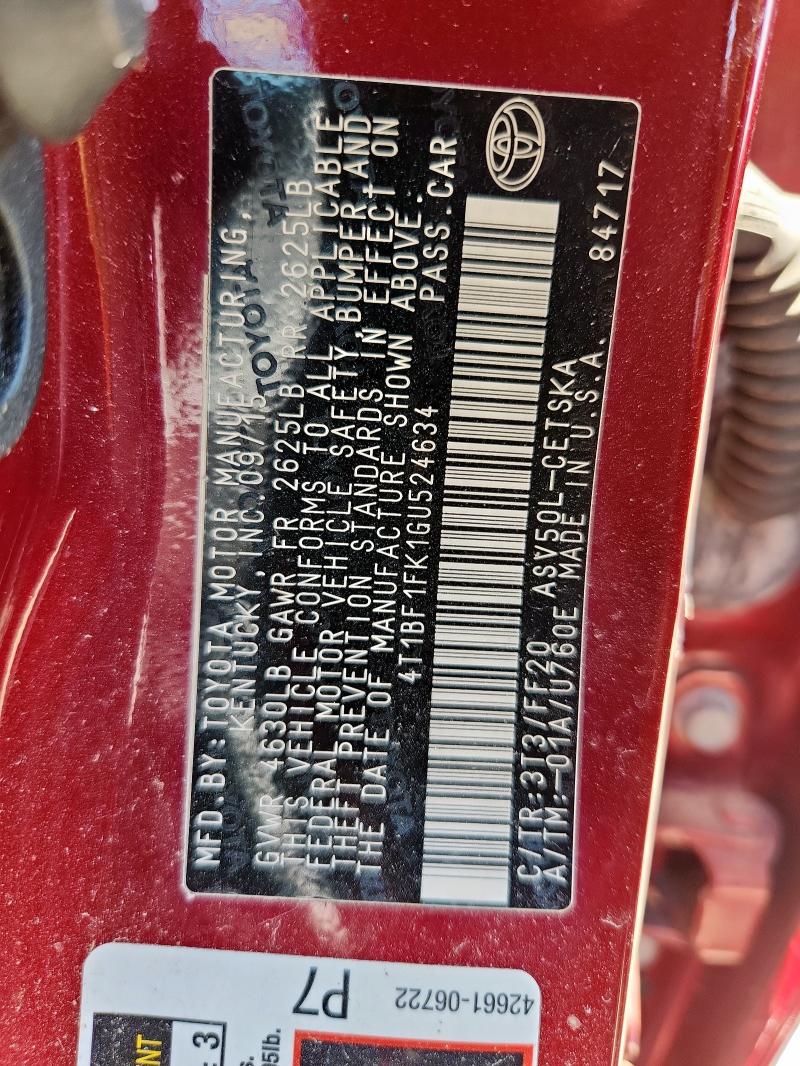 MFD.BY:TOYOTA MOTOR MANUFACTURING,
KENTUCKY, INC. 09/15
GVWR 4630LB GAWR FR 2625LB RR 2625LB
THIS VEHICLE CONFORMS TO ALL APPLICABLE
FEDERAL MOTOR VEHICLE SAFETY,BUMPER,AND
THEFT PREVENTION STANDARDS IN EFFECT ON
THE DATE OF MANUFACTURE SHOWN ABOVE.
4T1BF1FK1GU524634 PASS.CAR
C/TR:3T3/FF20 ASV50L-CETSKA
A/TM:-01A/U760E MADE IN U.S.A. 84717
P7
42661-06722
3